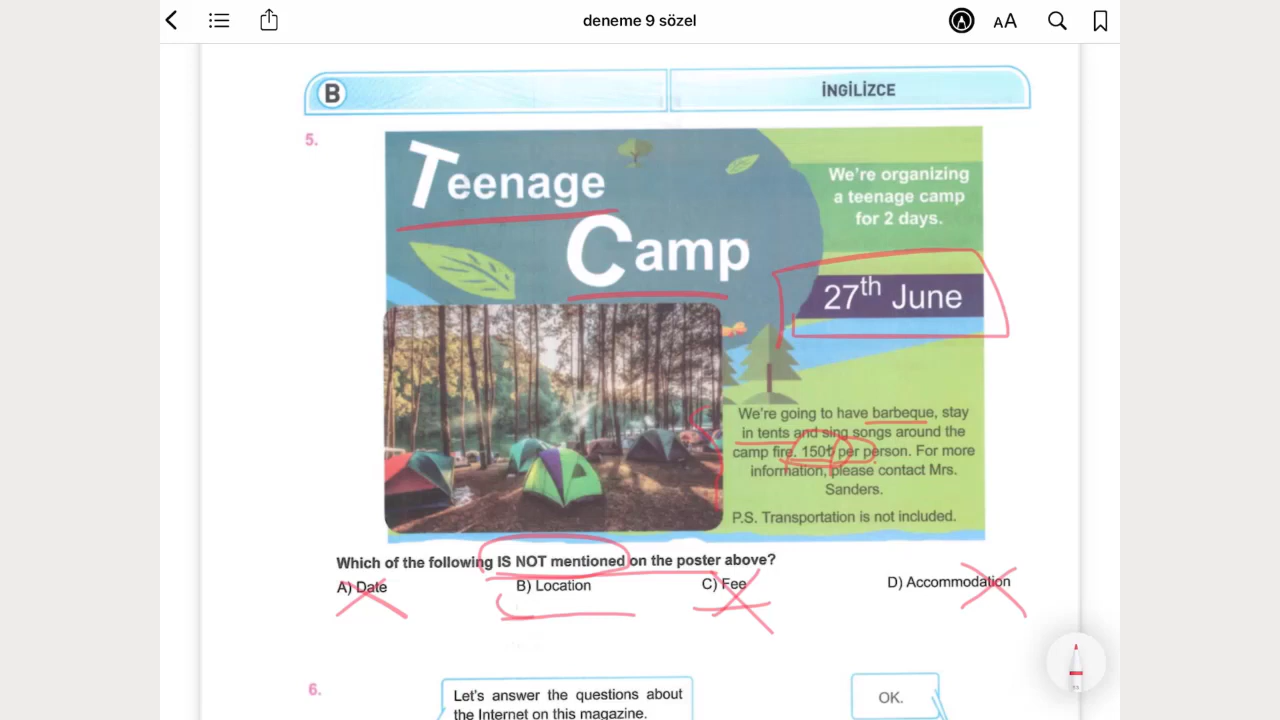 deneme 9 sözel
AA
B
İNGİLİZCE
5.
Teenage
Camp
We're organizing
a teenage camp
for 2 days.
27th June
We're going to have barbeque, stay
in tents and sing songs around the
camp fire. 150₺ per person. For more
information, please contact Mrs.
Sanders.
P.S. Transportation is not included.
Which of the following IS NOT mentioned on the poster above?
A) Date
B) Location
C) Fee
D) Accommodation
6.
Let's answer the questions about
the Internet on this magazine.
OK.